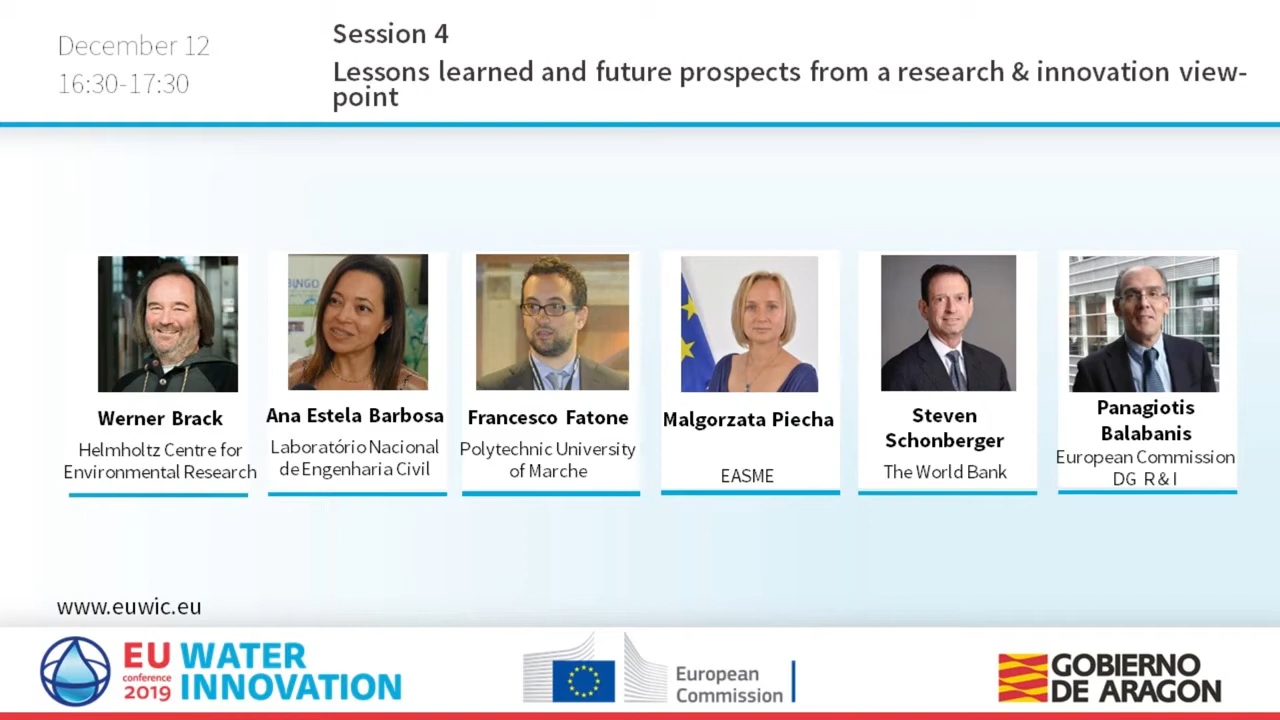 December 12
16:30-17:30
Session 4
Lessons learned and future prospects from a research & innovation view-
point
BINGO
Werner Brack
Helmholtz Centre for
Environmental Research
Ana Estela Barbosa
Laboratório Nacional
de Engenharia Civil
Francesco Fatone
Polytechnic University
of Marche
Malgorzata Piecha
EASME
Steven
Schonberger
The World Bank
Panagiotis
Balabanis
European Commission
DG R & I
www.euwic.eu
EU WATER
conference
2019 INNOVATION
European
Commission
GOBIERNO
DE ARAGON